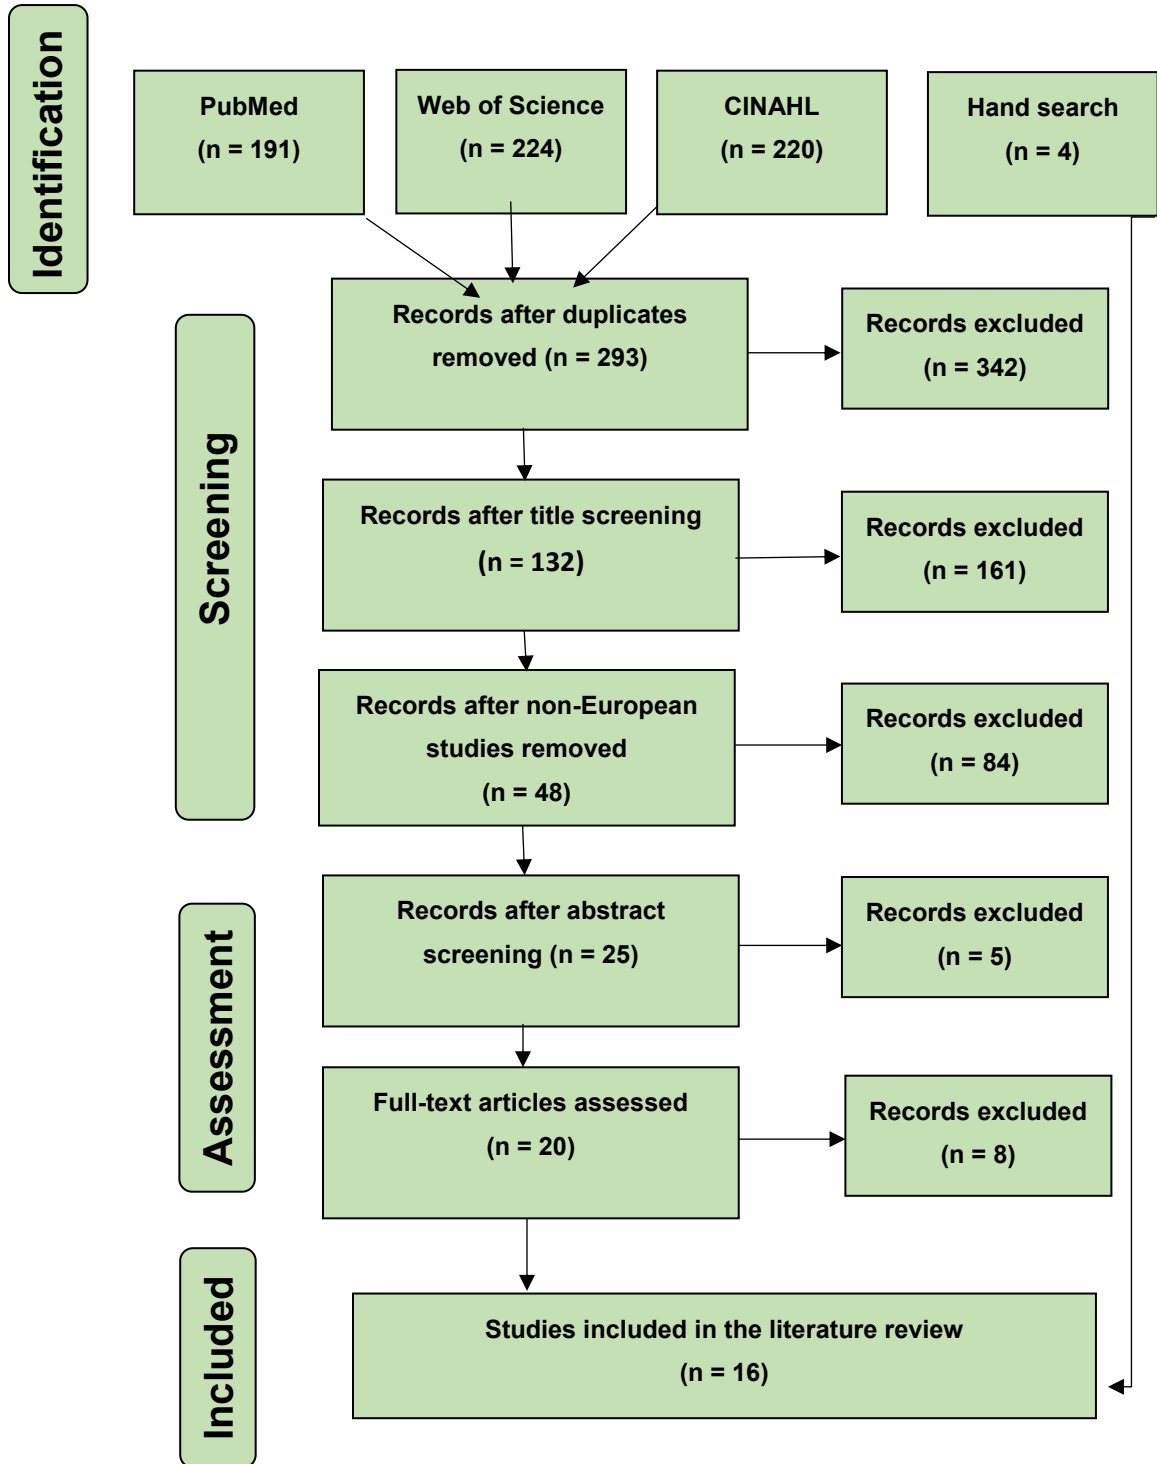 Identification
PubMed
(n = 191)
Web of Science
(n = 224)
CINAHL
(n = 220)
Hand search
(n = 4)
Records after duplicates
removed (n = 293)
Records excluded
(n = 342)
Screening
Records after title screening
(n = 132)
Records excluded
(n = 161)
Records after non-European
studies removed
(n = 48)
Records excluded
(n = 84)
Assessment
Records after abstract
screening (n = 25)
Records excluded
(n = 5)
Full-text articles assessed
(n = 20)
Records excluded
(n = 8)
Included
Studies included in the literature review
(n = 16)